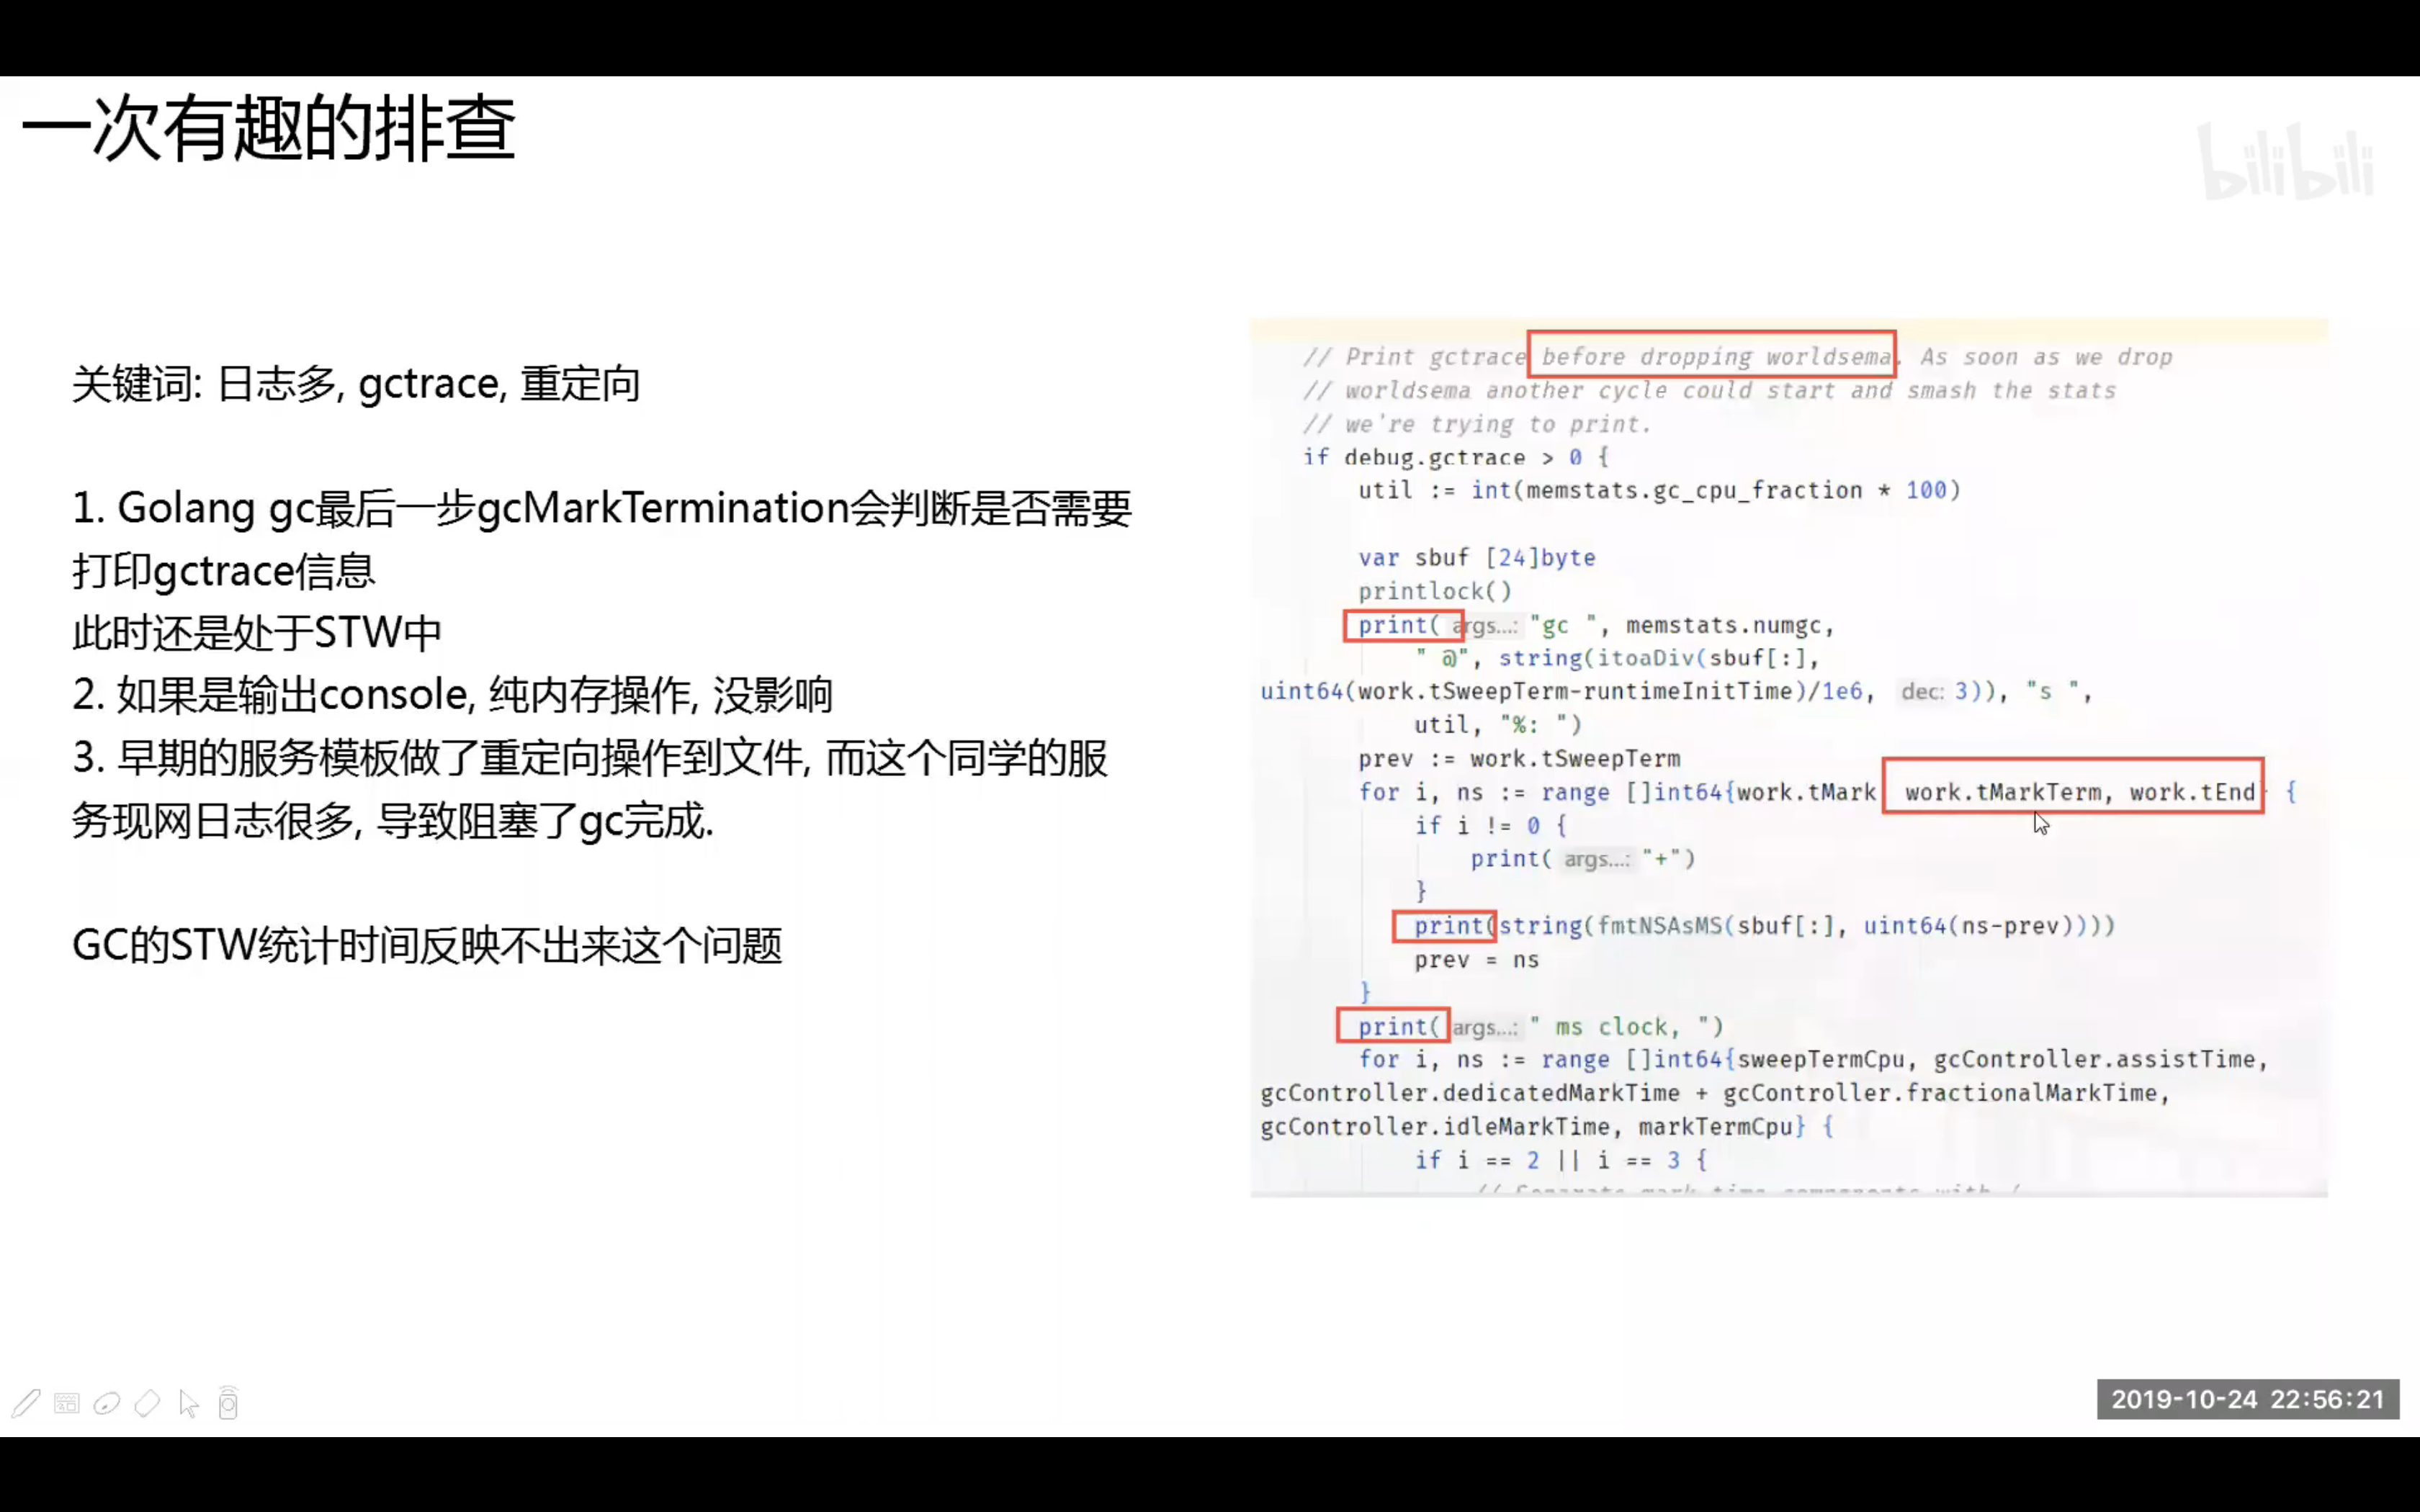 一次有趣的排查
bilibili
关键词: 日志多, gctrace, 重定向
1. Golang gc最后一步gcMarkTermination会判断是否需要
打印gctrace信息
此时还是处于STW中
2. 如果是输出console, 纯内存操作, 没影响
3. 早期的服务模板做了重定向操作到文件, 而这个同学的服
务现网日志很多, 导致阻塞了gc完成.
GC的STW统计时间反映不出来这个问题
// Print gctrace before dropping worldsema. As soon as we drop
// worldsema another cycle could start and smash the stats
// we're trying to print.
if debug.gctrace > 0 {
util := int(memstats.gc_cpu_fraction * 100)
var sbuf [24]byte
printlock()
print( args...: "gc ", memstats.numgc,
" @", string(itoaDiv(sbuf[:],
uint64(work.tSweepTerm-runtimeInitTime)/1e6, dec: 3)), "s ",
util, "%: ")
prev := work.tSweepTerm
for i, ns := range []int64{work.tMark work.tMarkTerm, work.tEnd {
if i != 0 {
print( args...: "+")
}
print(string(fmtNSAsMS(sbuf[:], uint64(ns-prev))))
prev = ns
}
print( args...: " ms clock, ")
for i, ns := range []int64{sweepTermCpu, gcController.assistTime,
gcController.dedicatedMarkTime + gcController.fractionalMarkTime,
gcController.idleMarkTime, markTermCpu} {
if i == 2 || i == 3 {
2019-10-24 22:56:21